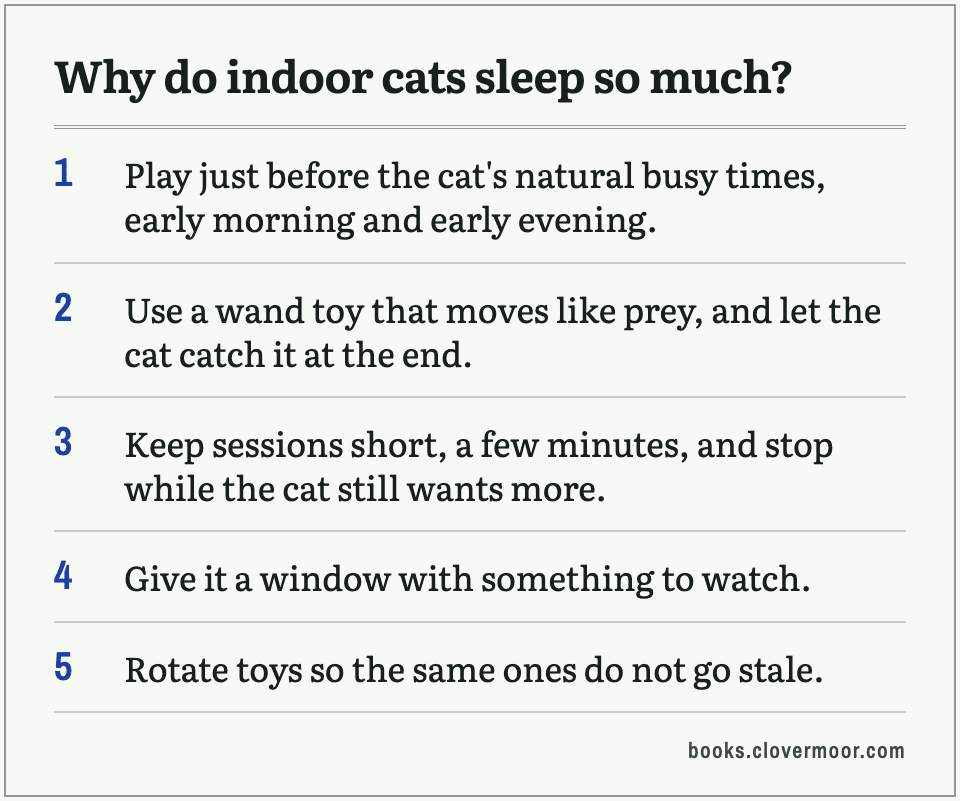 Why do indoor cats sleep so much?
1 Play just before the cat's natural busy times,
early morning and early evening.
2 Use a wand toy that moves like prey, and let the
cat catch it at the end.
3 Keep sessions short, a few minutes, and stop
while the cat still wants more.
4 Give it a window with something to watch.
5 Rotate toys so the same ones do not go stale.
books.clovermoor.com